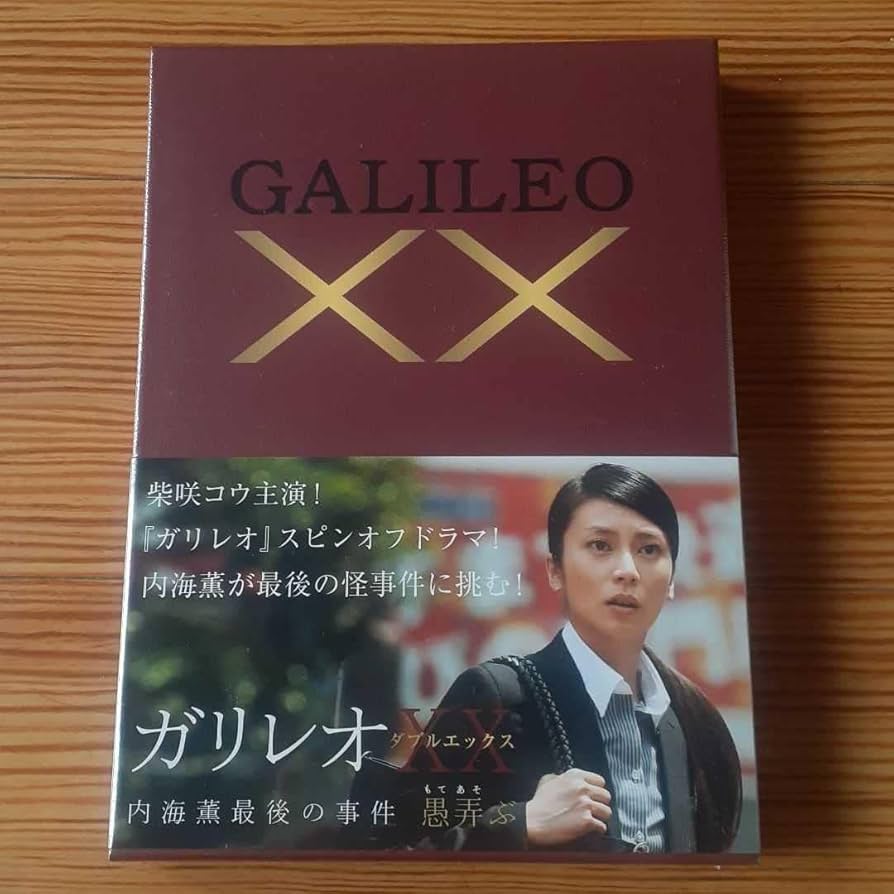 GALILEO
XX
柴咲コウ主演！
『ガリレオ』スピンオフドラマ！
内海薫が最後の怪事件に挑む！
ガリレオXX
ダブルエックス
もてあそ
内海薫最後の事件 愚弄ぶ